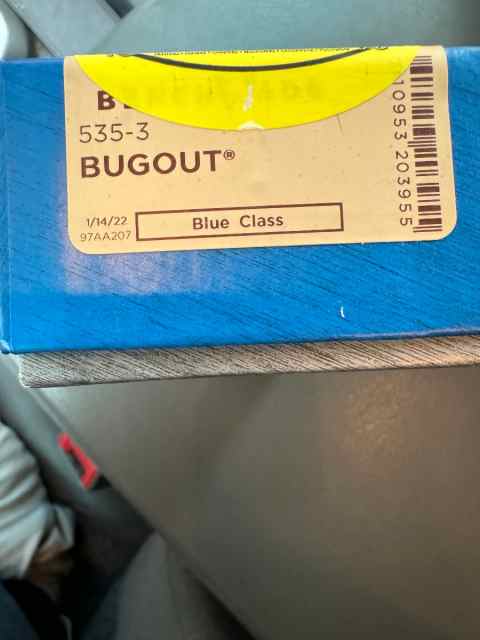 535-3
BUGOUT®
1/14/22
97AA207
Blue Class
10953 203955